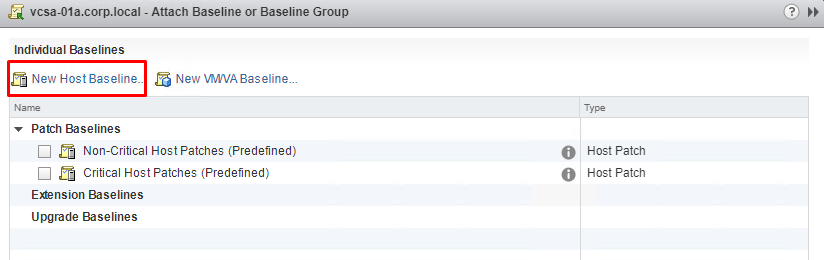 vcsa-01a.corp.local - Attach Baseline or Baseline Group
Individual Baselines
New Host Baseline... New VM/VA Baseline...
Name Type
Patch Baselines
Non-Critical Host Patches (Predefined) Host Patch
Critical Host Patches (Predefined) Host Patch
Extension Baselines
Upgrade Baselines